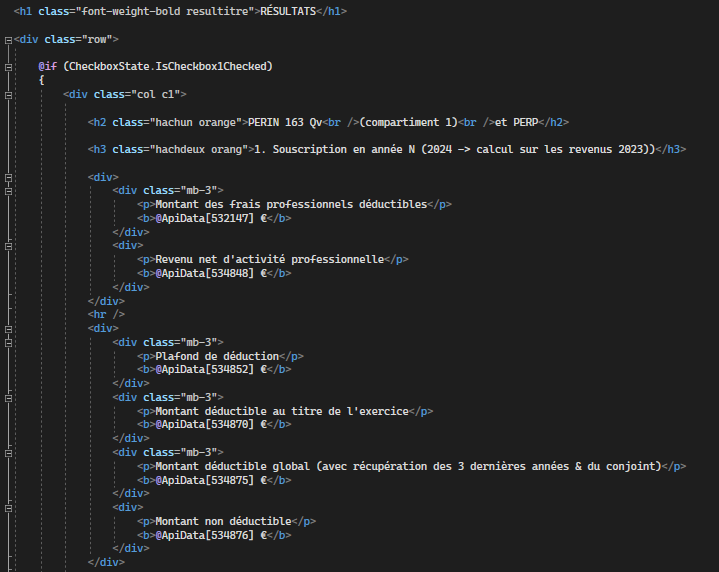 <h1 class="font-weight-bold resultitre">RÉSULTATS</h1>
<div class="row">
@if (CheckboxState.IsCheckbox1Checked)
{
<div class="col c1">
<h2 class="hachun orange">PERIN 163 Qv<br />(compartiment 1)<br />et PERP</h2>
<h3 class="hachdeux orang">1. Souscription en année N (2024 -> calcul sur les revenus 2023))</h3>
<div>
<div class="mb-3">
<p>Montant des frais professionnels déductibles</p>
<b>@ApiData[532147] €</b>
</div>
<div>
<p>Revenu net d'activité professionnelle</p>
<b>@ApiData[534848] €</b>
</div>
</div>
<hr />
<div>
<div class="mb-3">
<p>Plafond de déduction</p>
<b>@ApiData[534852] €</b>
</div>
<div class="mb-3">
<p>Montant déductible au titre de l'exercice</p>
<b>@ApiData[534870] €</b>
</div>
<div class="mb-3">
<p>Montant déductible global (avec récupération des 3 dernières années & du conjoint)</p>
<b>@ApiData[534875] €</b>
</div>
<div>
<p>Montant non déductible</p>
<b>@ApiData[534876] €</b>
</div>
</div>